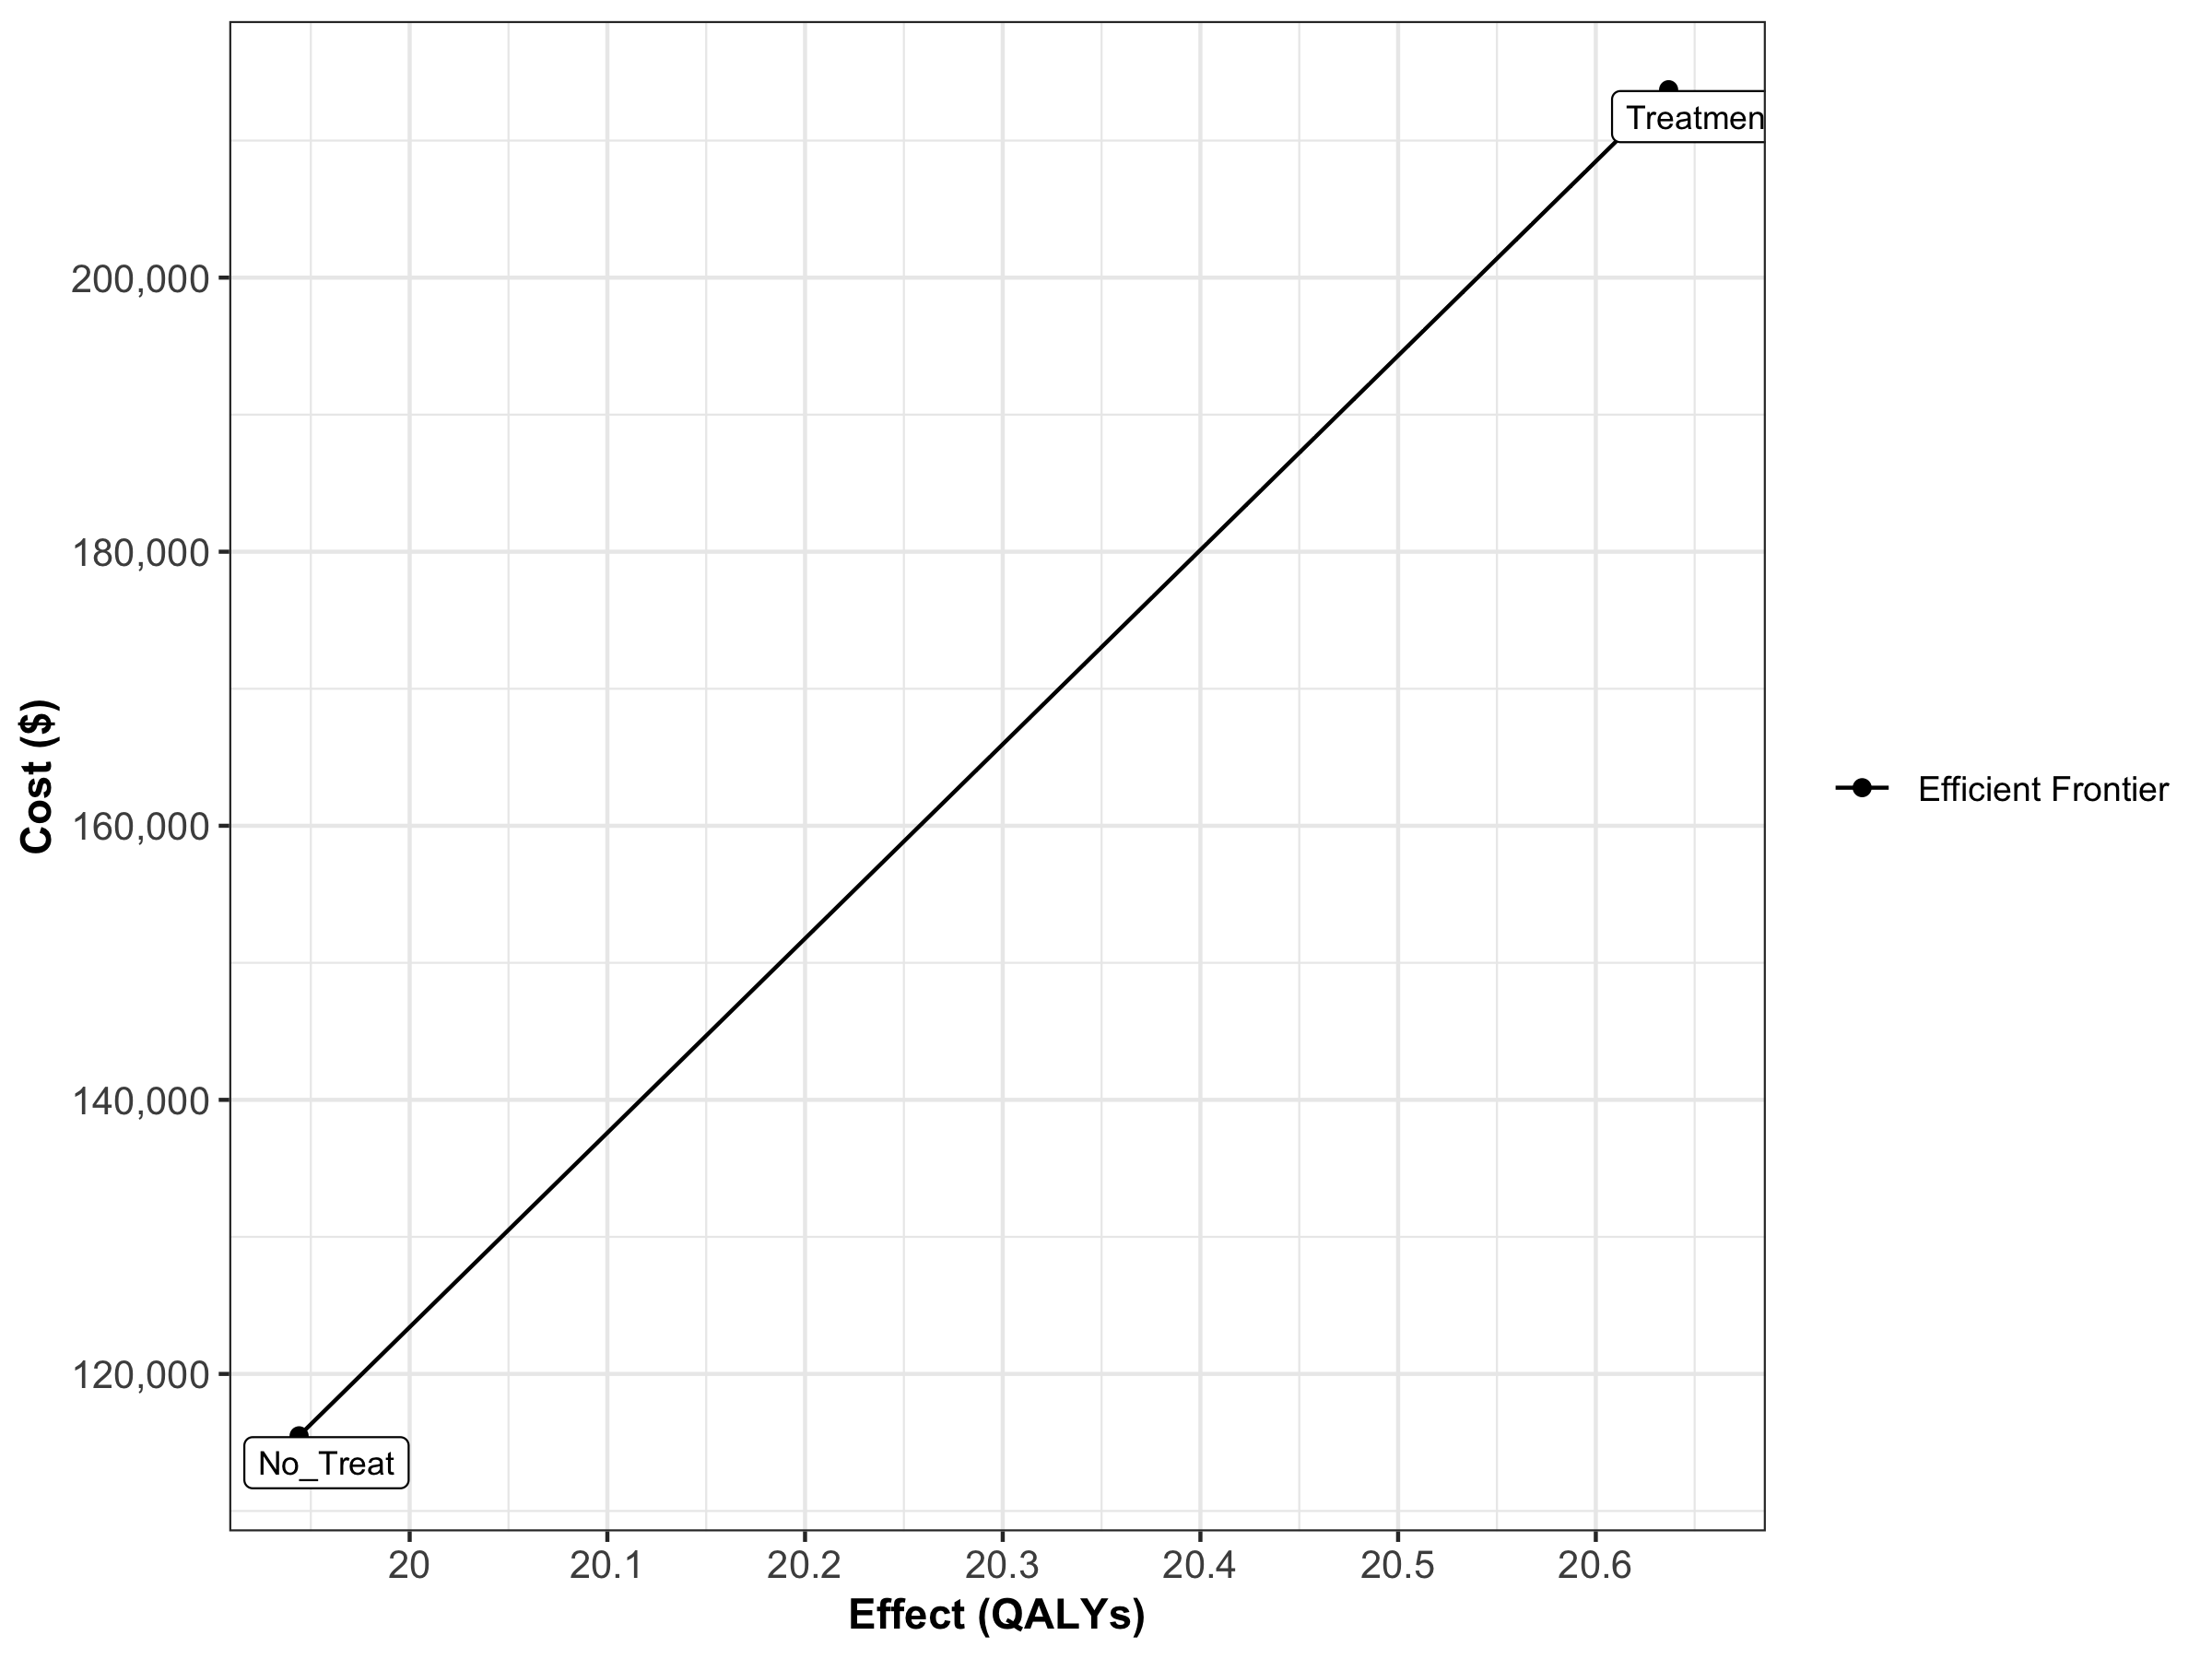 Treatmen
200,000
180,000
160,000
140,000
120,000
Cost ($)
Efficient Frontier
No_Treat
20 20.1 20.2 20.3 20.4 20.5 20.6
Effect (QALYs)